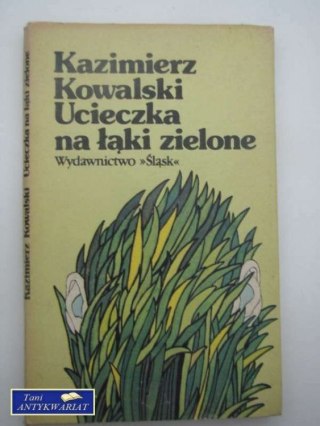 Kazimierz
Kowalski
Ucieczka
na łąki zielone
Wydawnictwo »Śląsk«
Kazimierz Kowalski Ucieczka na łąki zielone
Tani
ANTYKWARIAT